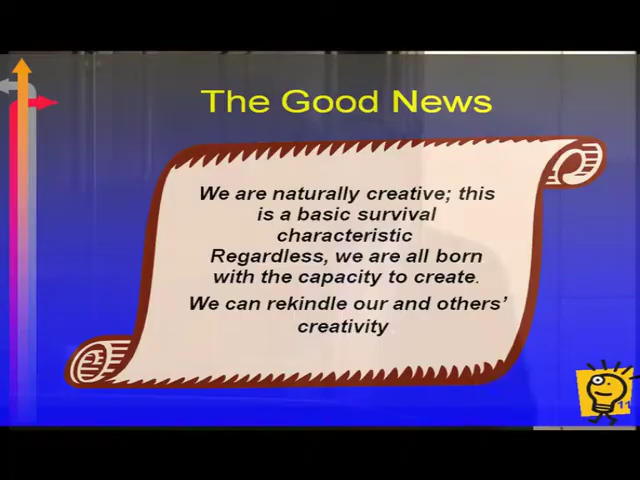 The Good News
We are naturally creative; this
is a basic survival
characteristic
Regardless, we are all born
with the capacity to create.
We can rekindle our and others’
creativity
11